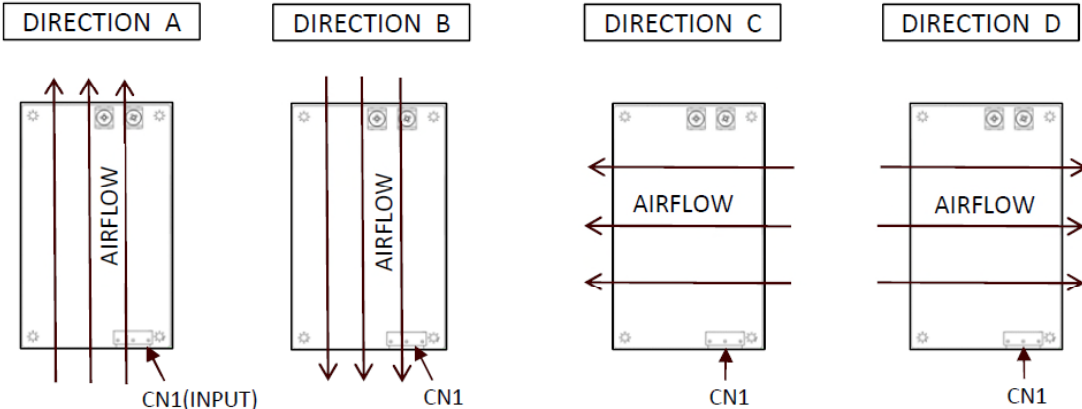 DIRECTION A
DIRECTION B
DIRECTION C
DIRECTION D
AIRFLOW
AIRFLOW
AIRFLOW
AIRFLOW
CN1(INPUT)
CN1
CN1
CN1